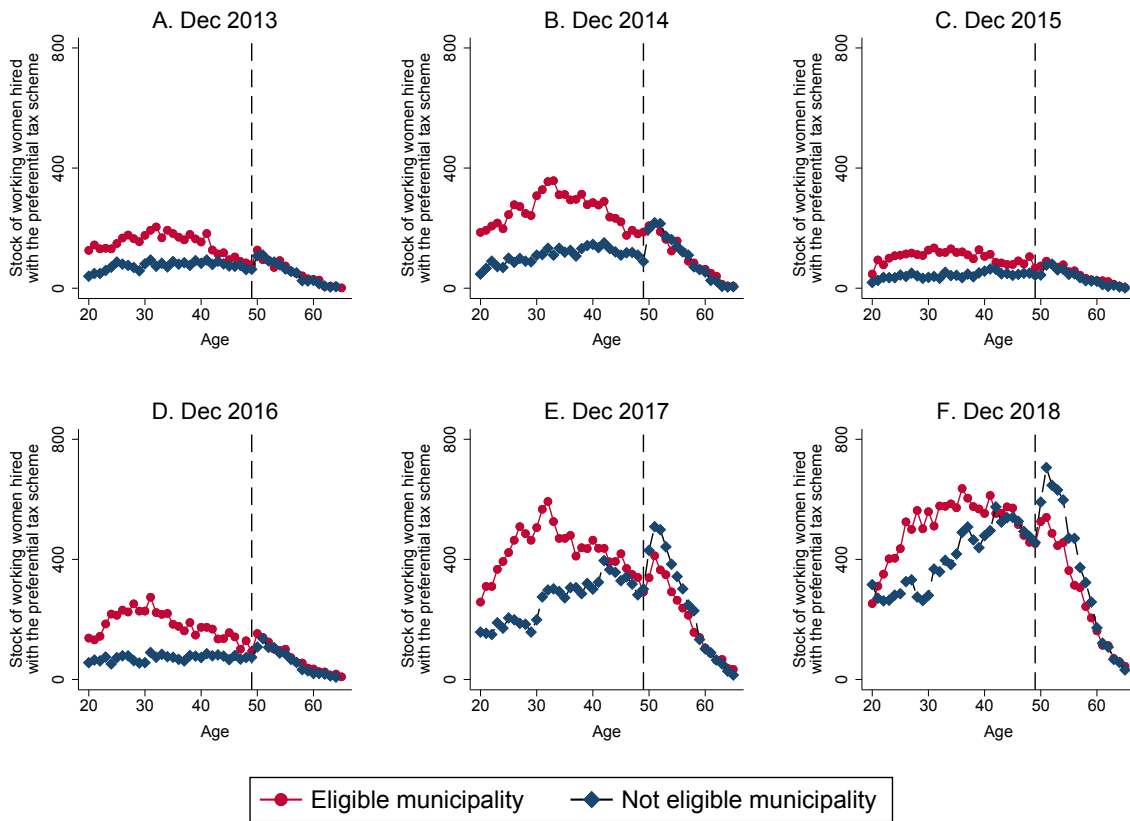 A. Dec 2013
Stock of working women hired
with the preferential tax scheme
800
400
0
20 30 40 50 60
Age
B. Dec 2014
Stock of working women hired
with the preferential tax scheme
800
400
0
20 30 40 50 60
Age
C. Dec 2015
Stock of working women hired
with the preferential tax scheme
800
400
0
20 30 40 50 60
Age
D. Dec 2016
Stock of working women hired
with the preferential tax scheme
800
400
0
20 30 40 50 60
Age
E. Dec 2017
Stock of working women hired
with the preferential tax scheme
800
400
0
20 30 40 50 60
Age
F. Dec 2018
Stock of working women hired
with the preferential tax scheme
800
400
0
20 30 40 50 60
Age
Eligible municipality Not eligible municipality